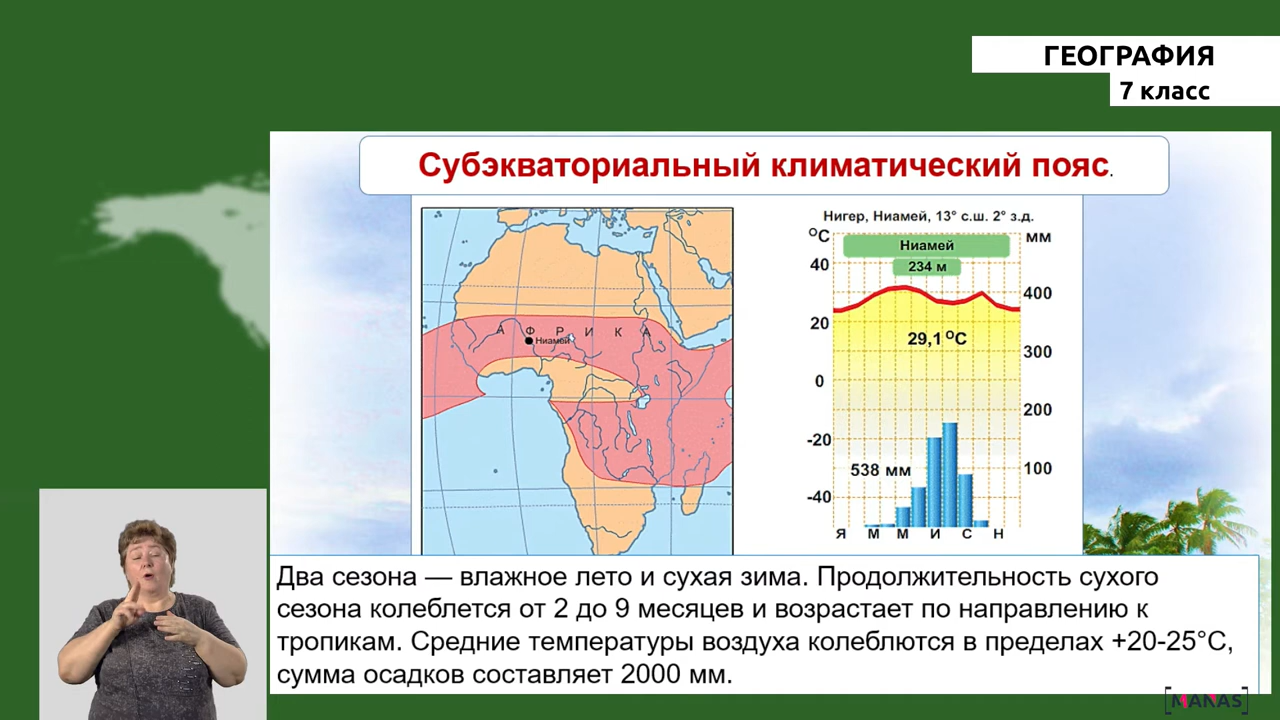 ГЕОГРАФИЯ
7 класс
Субэкваториальный климатический пояс.
АФРИКА
Ниамей
Нигер, Ниамей, 13° с.ш. 2° з.д.
°С
мм
Ниамей
234 м
40
20
0
-20
-40
400
300
200
100
29,1 °С
538 мм
Я М М И С Н
Два сезона — влажное лето и сухая зима. Продолжительность сухого
сезона колеблется от 2 до 9 месяцев и возрастает по направлению к
тропикам. Средние температуры воздуха колеблются в пределах +20-25°С,
сумма осадков составляет 2000 мм.
[MANAS]